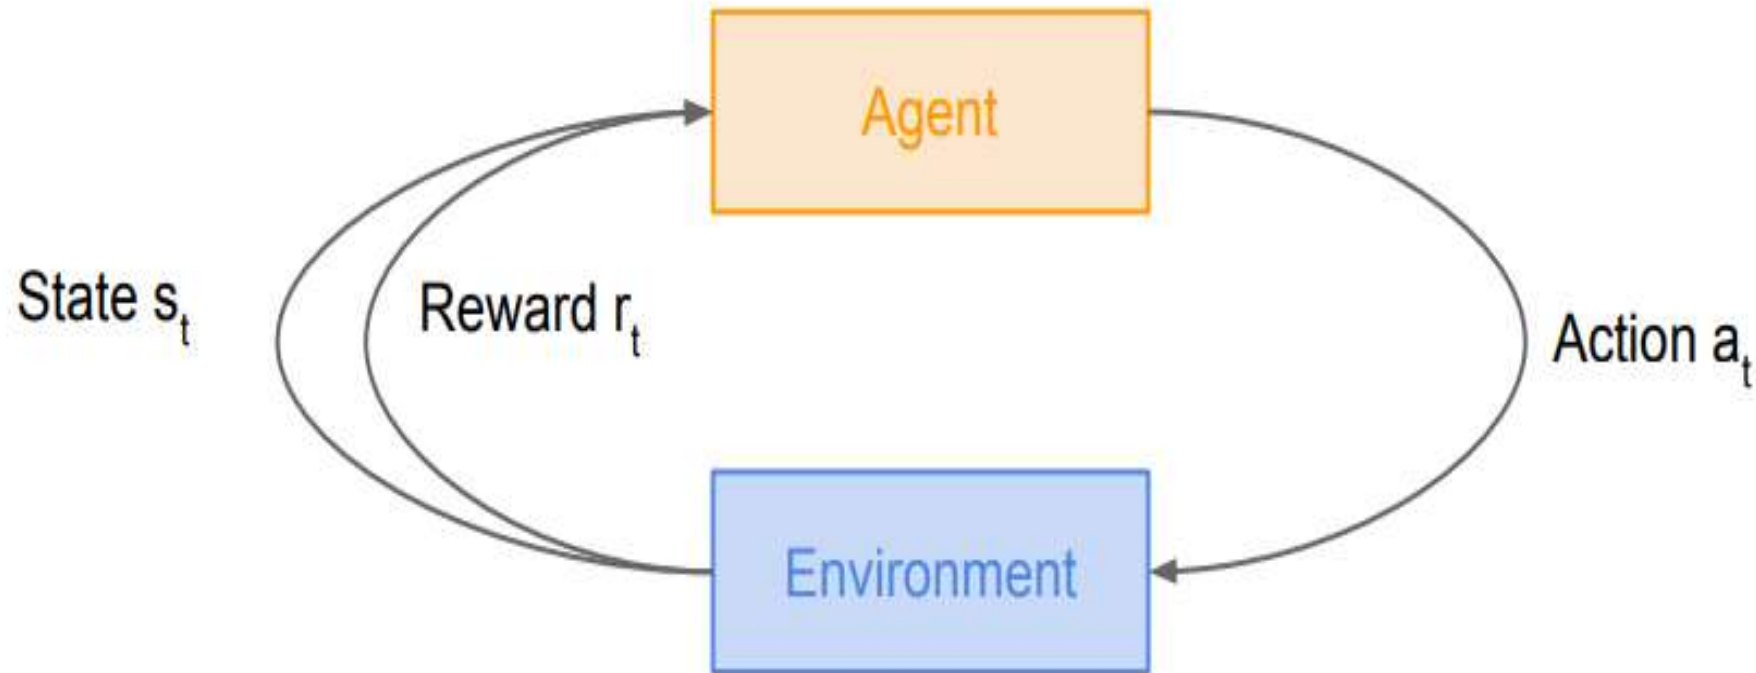 Agent
State s_t
Reward r_t
Action a_t
Environment